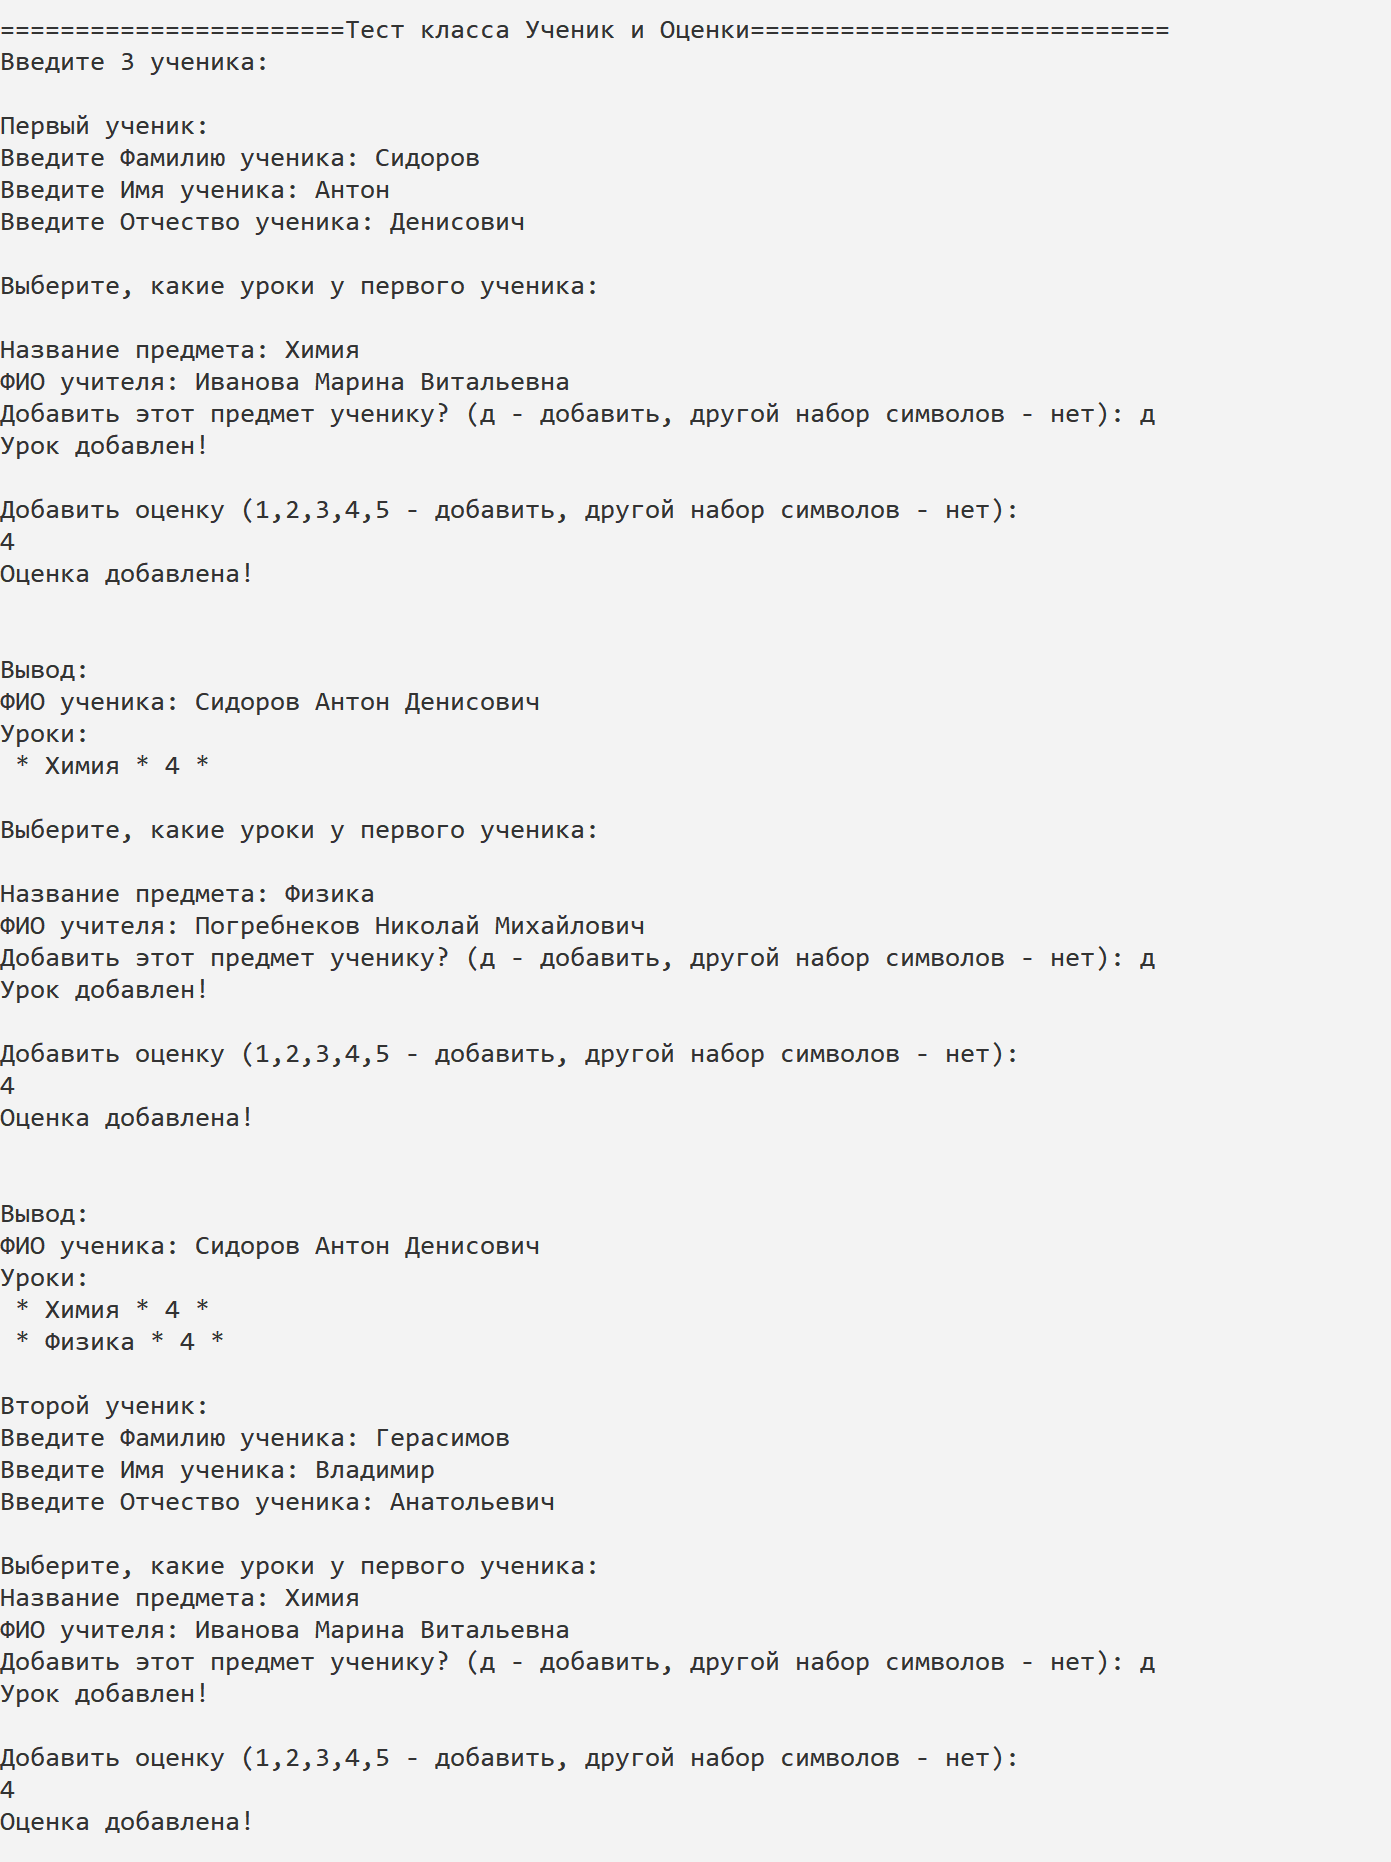 =======================Тест класса Ученик и Оценки============================
Введите 3 ученика:
Первый ученик:
Введите Фамилию ученика: Сидоров
Введите Имя ученика: Антон
Введите Отчество ученика: Денисович
Выберите, какие уроки у первого ученика:
Название предмета: Химия
ФИО учителя: Иванова Марина Витальевна
Добавить этот предмет ученику? (д - добавить, другой набор символов - нет): д
Урок добавлен!
Добавить оценку (1,2,3,4,5 - добавить, другой набор символов - нет):
4
Оценка добавлена!
Вывод:
ФИО ученика: Сидоров Антон Денисович
Уроки:
 * Химия * 4 *
Выберите, какие уроки у первого ученика:
Название предмета: Физика
ФИО учителя: Погребнеков Николай Михайлович
Добавить этот предмет ученику? (д - добавить, другой набор символов - нет): д
Урок добавлен!
Добавить оценку (1,2,3,4,5 - добавить, другой набор символов - нет):
4
Оценка добавлена!
Вывод:
ФИО ученика: Сидоров Антон Денисович
Уроки:
 * Химия * 4 *
 * Физика * 4 *
Второй ученик:
Введите Фамилию ученика: Герасимов
Введите Имя ученика: Владимир
Введите Отчество ученика: Анатольевич
Выберите, какие уроки у первого ученика:
Название предмета: Химия
ФИО учителя: Иванова Марина Витальевна
Добавить этот предмет ученику? (д - добавить, другой набор символов - нет): д
Урок добавлен!
Добавить оценку (1,2,3,4,5 - добавить, другой набор символов - нет):
4
Оценка добавлена!